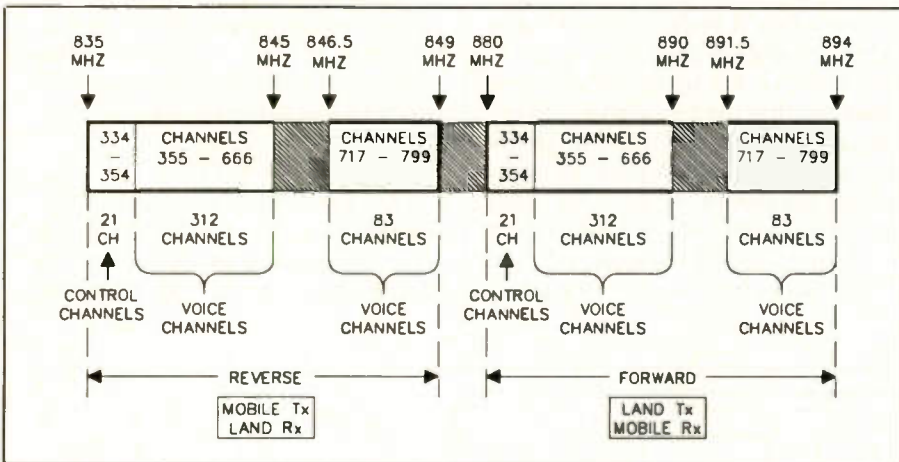 835 845 846.5 849 880 890 891.5 894
MHZ MHZ MHZ MHZ MHZ MHZ MHZ MHZ
334 CHANNELS CHANNELS 334 CHANNELS CHANNELS
- 355 - 666 717 - 799 - 355 - 666 717 - 799
354 354
21 312 83 21 312 83
CH CHANNELS CHANNELS CH CHANNELS CHANNELS
CONTROL VOICE VOICE CONTROL VOICE VOICE
CHANNELS CHANNELS CHANNELS CHANNELS CHANNELS CHANNELS
REVERSE FORWARD
MOBILE Tx LAND Tx
LAND Rx MOBILE Rx